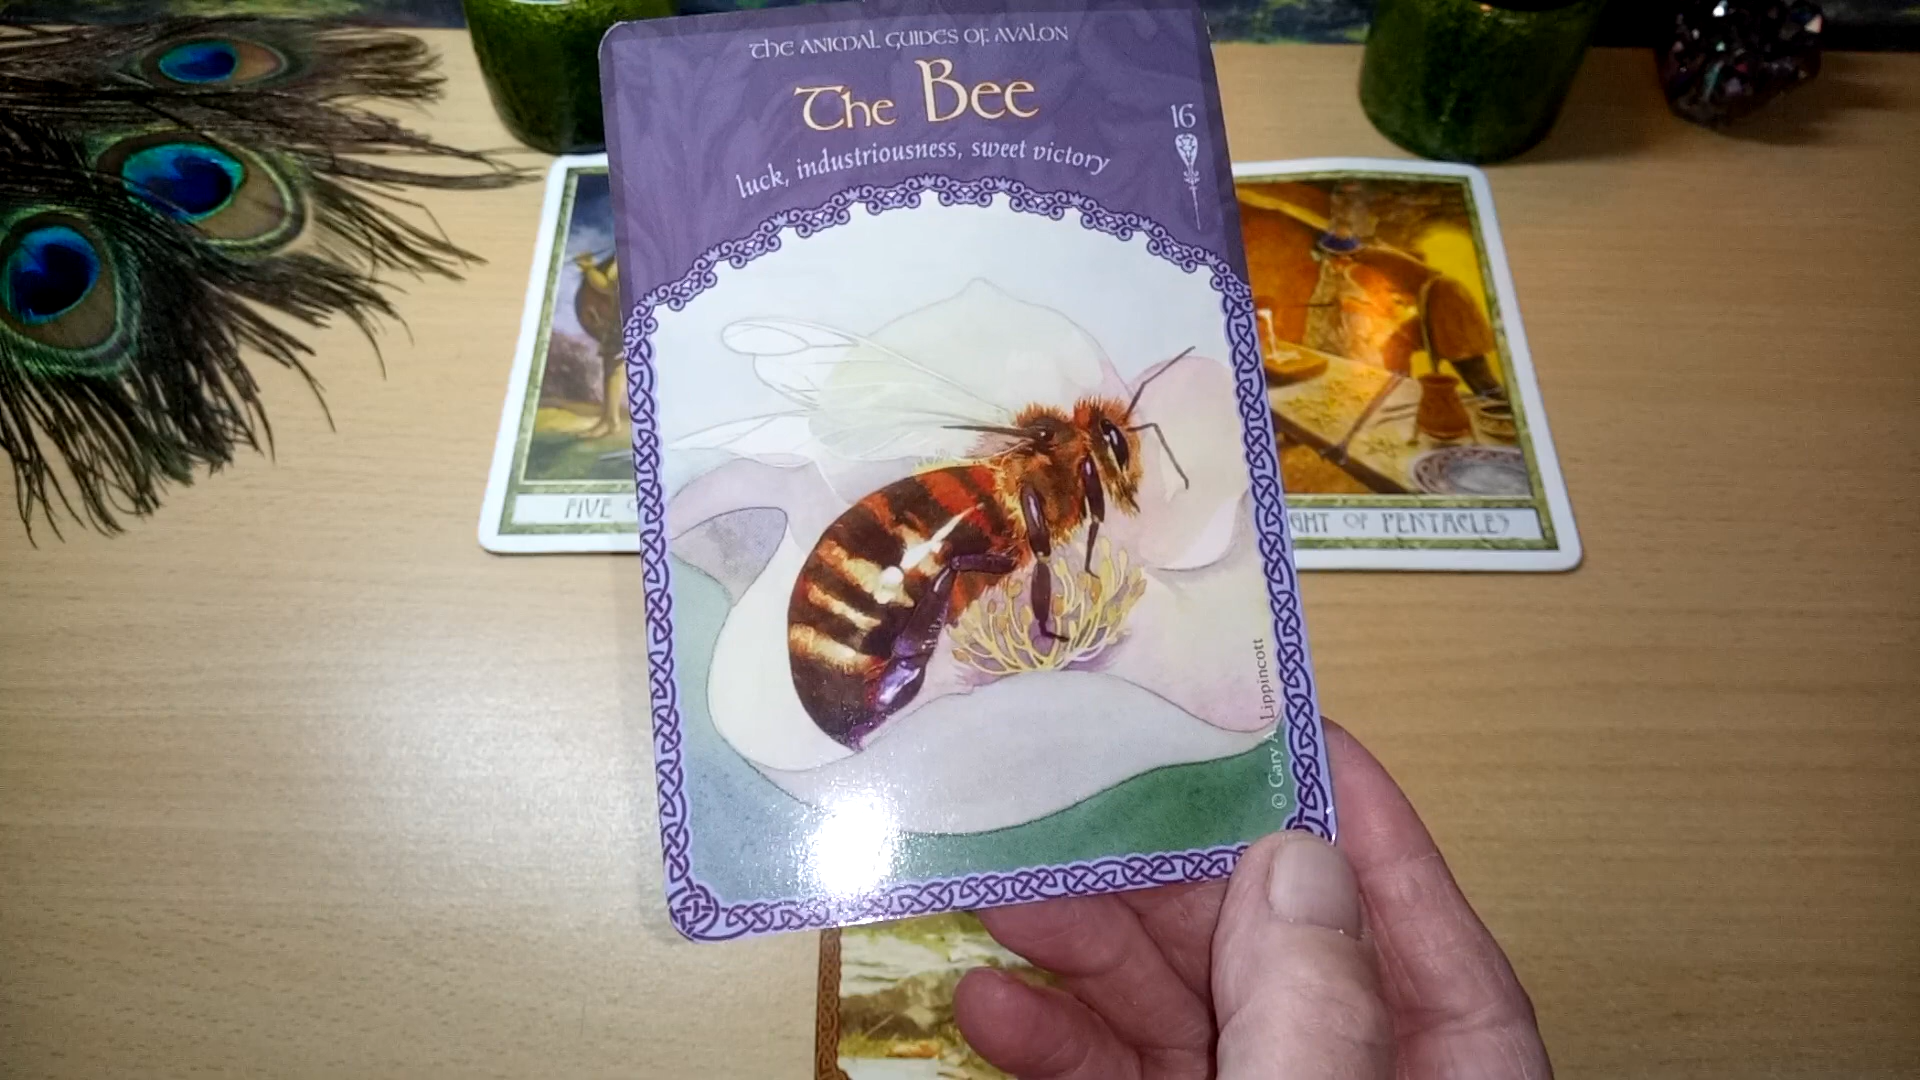 The Animal Guides of Avalon
The Bee
16
luck, industriousness, sweet victory
FIVE
GHT OF PENTACLES
© Gary A. Lippincott